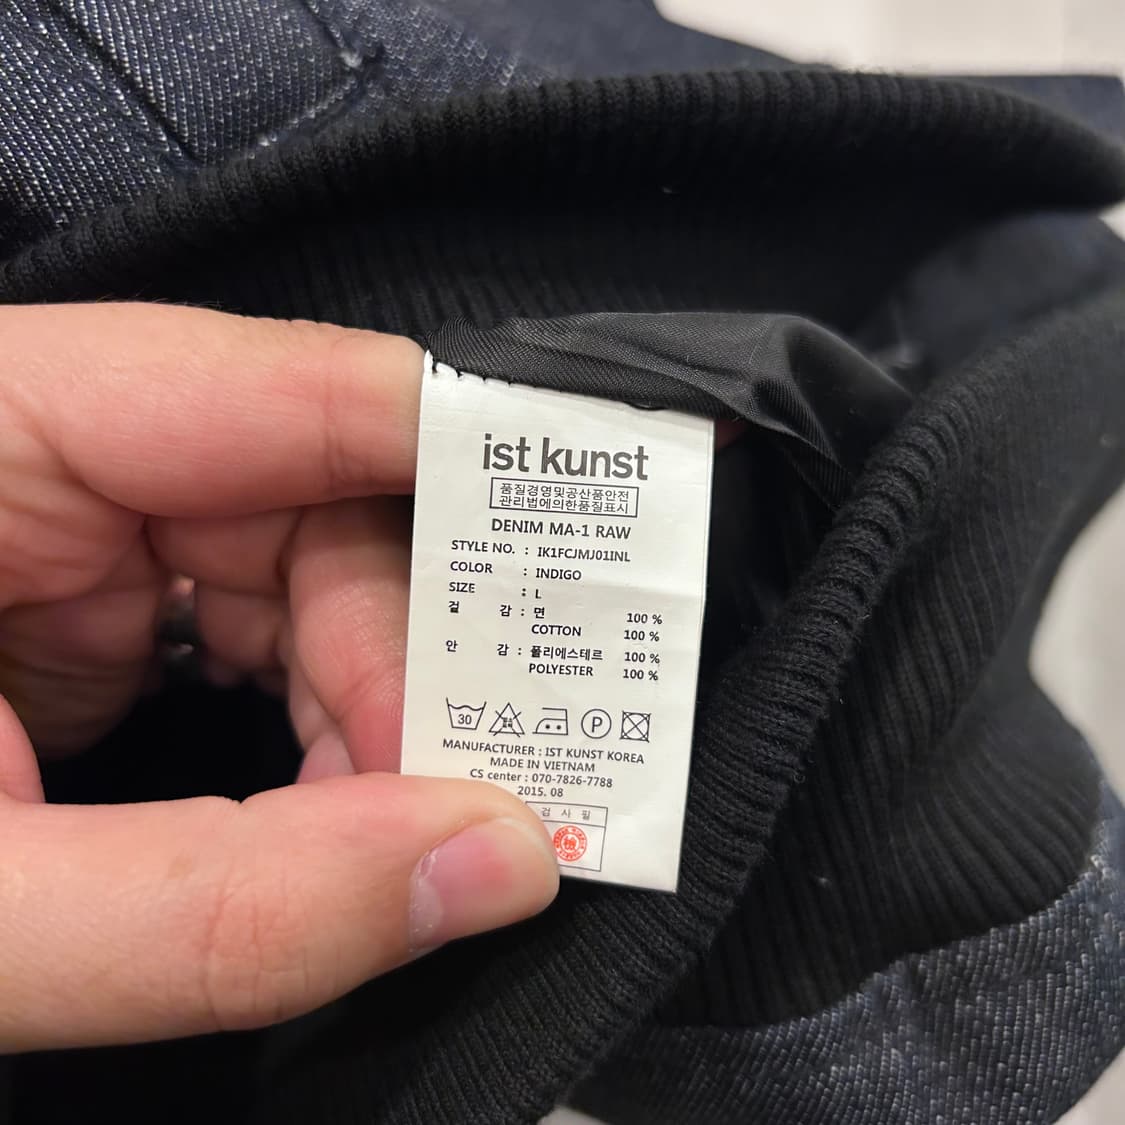 ist kunst
품질경영및공산품안전
관리법에의한품질표시
DENIM MA-1 RAW
STYLE NO. : IK1FCJMJ01INL
COLOR : INDIGO
SIZE : L
겉 감 : 면 100 %
COTTON 100 %
안 감 : 폴리에스테르 100 %
POLYESTER 100 %
30 P
MANUFACTURER : IST KUNST KOREA
MADE IN VIETNAM
CS center : 070-7826-7788
2015. 08
검 사 필